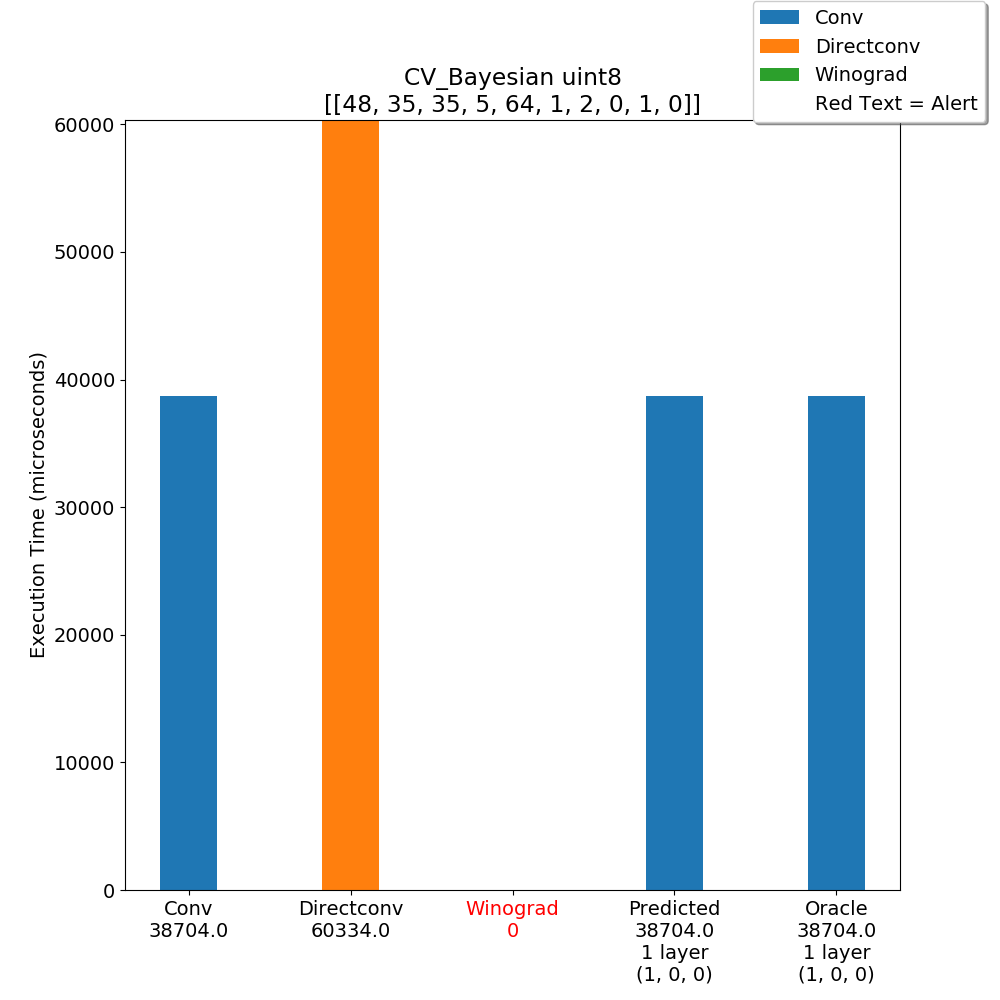 Conv
Directconv
Winograd
Red Text = Alert
CV_Bayesian uint8
[[48, 35, 35, 5, 64, 1, 2, 0, 1, 0]]
Execution Time (microseconds)
60000
50000
40000
30000
20000
10000
0
Conv
38704.0
Directconv
60334.0
Winograd
0
Predicted
38704.0
1 layer
(1, 0, 0)
Oracle
38704.0
1 layer
(1, 0, 0)